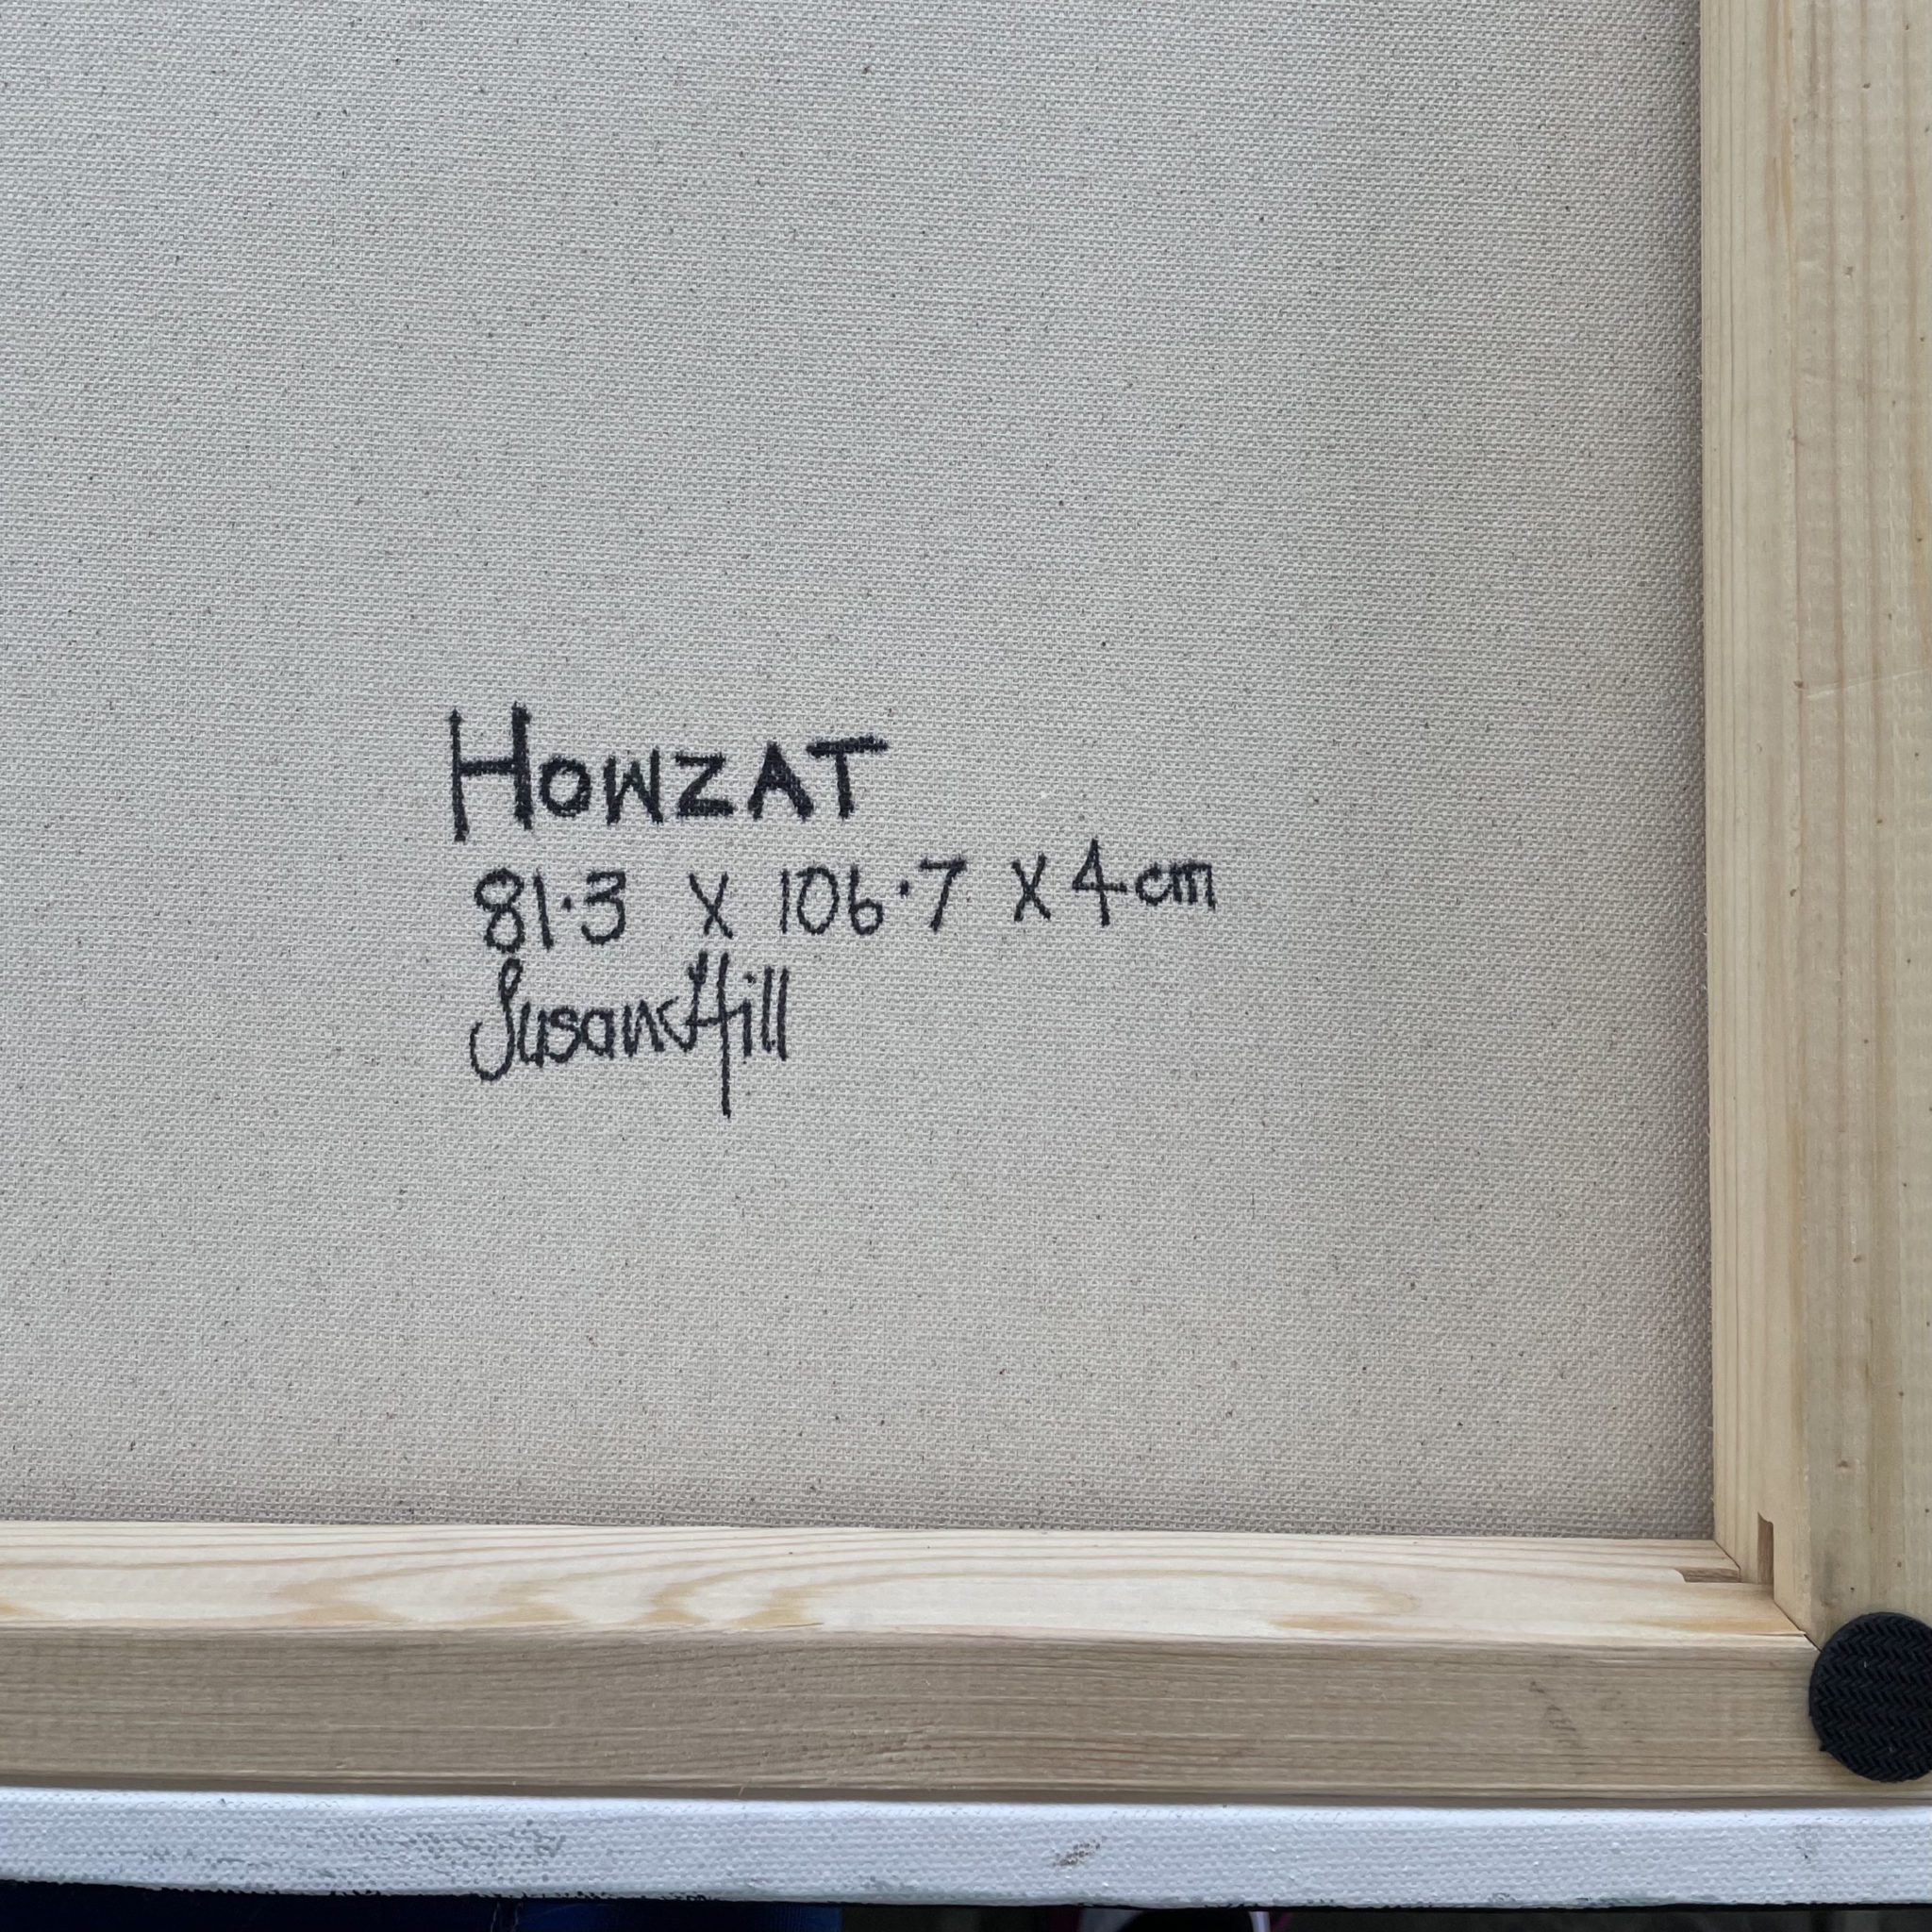 HOWZAT
81.3 x 106.7 x 4cm
Susan Hill